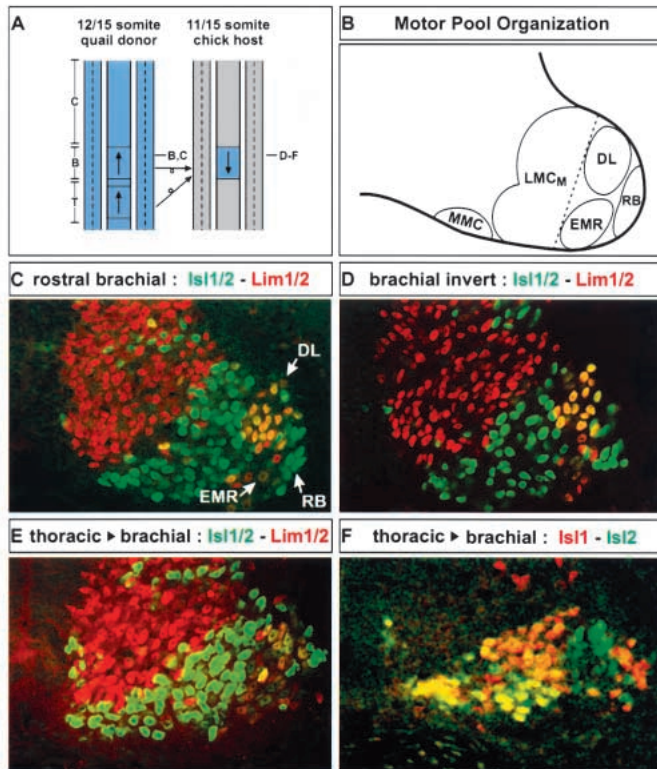 A
12/15 somite
quail donor
11/15 somite
chick host
C
B
T
B,C
D-F
B Motor Pool Organization
LMCM
DL
RB
EMR
MMC
C rostral brachial : Isl1/2 - Lim1/2
DL
EMR
RB
D brachial invert : Isl1/2 - Lim1/2
E thoracic ▸ brachial : Isl1/2 - Lim1/2
F thoracic ▸ brachial : Isl1 - Isl2